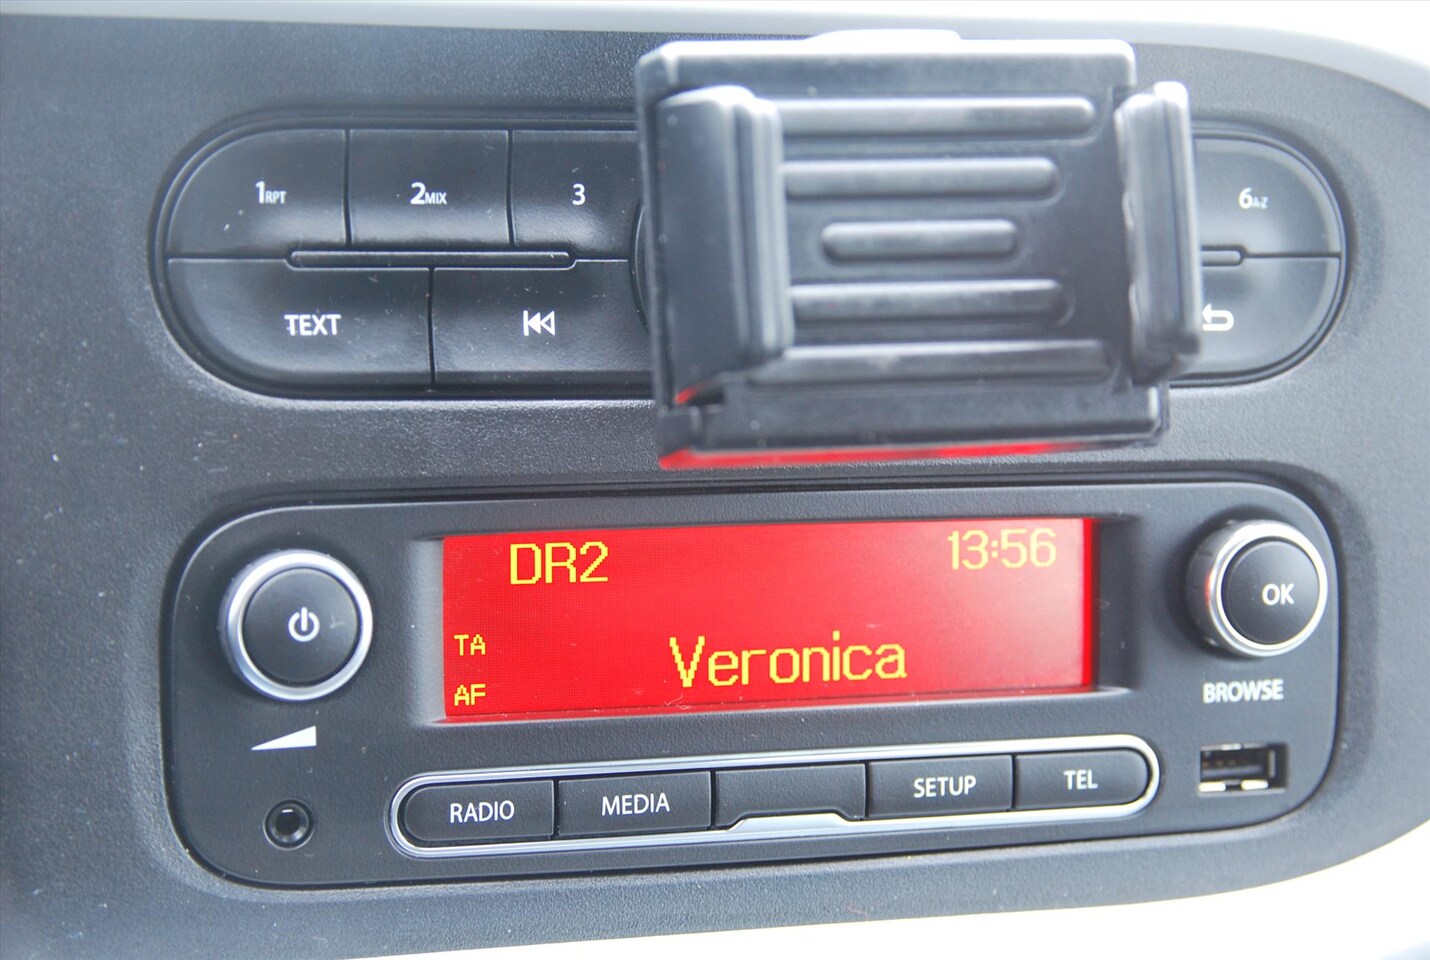 1RPT 2MIX 3 6A-Z
TEXT
DR2 13:56
TA
Veronica
AF
OK
BROWSE
RADIO MEDIA SETUP TEL